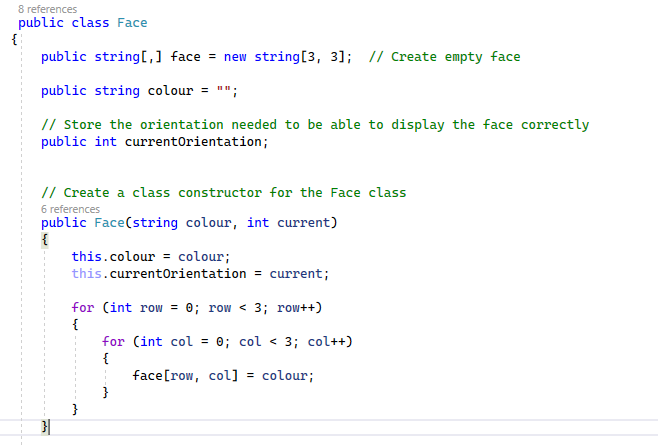 8 references
public class Face
{
public string[,] face = new string[3, 3];  // Create empty face
public string colour = "";
// Store the orientation needed to be able to display the face correctly
public int currentOrientation;
// Create a class constructor for the Face class
6 references
public Face(string colour, int current)
{
this.colour = colour;
this.currentOrientation = current;
for (int row = 0; row < 3; row++)
{
for (int col = 0; col < 3; col++)
{
face[row, col] = colour;
}
}
}